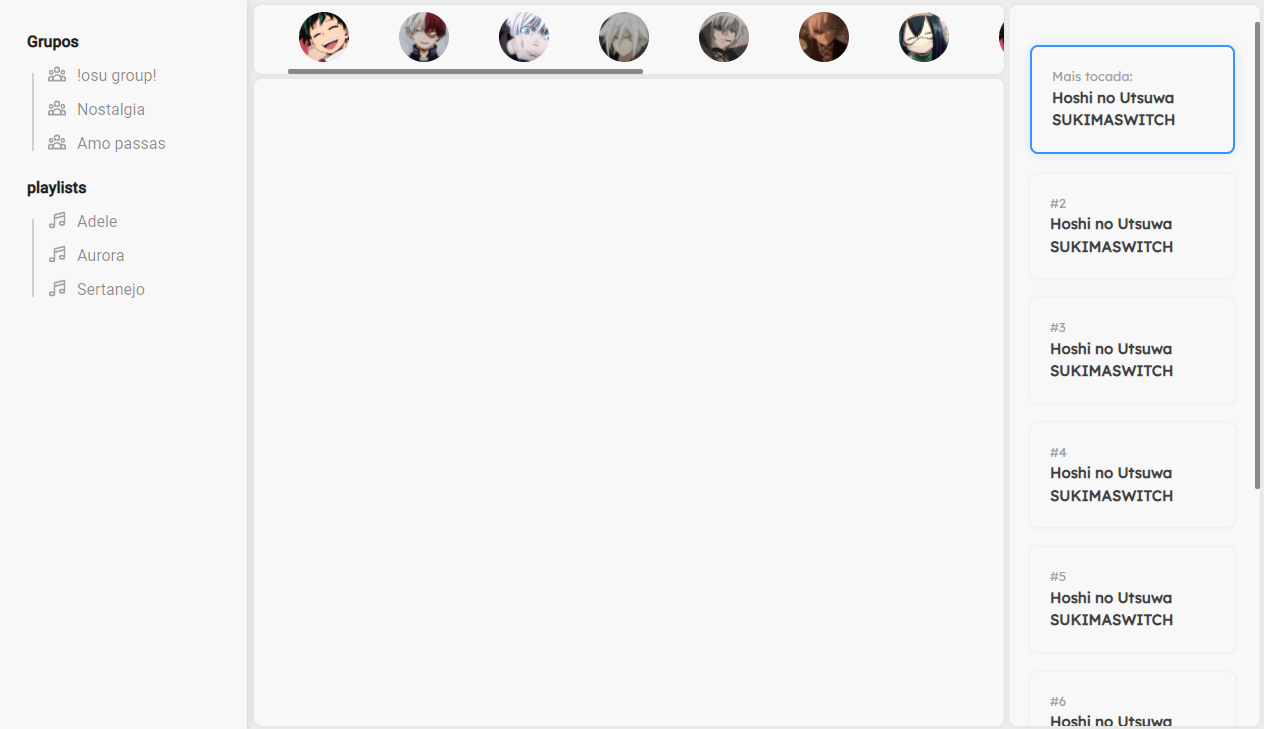 Grupos
!osu group!
Nostalgia
Amo passas
playlists
Adele
Aurora
Sertanejo
Mais tocada:
Hoshi no Utsuwa
SUKIMASWITCH
#2
Hoshi no Utsuwa
SUKIMASWITCH
#3
Hoshi no Utsuwa
SUKIMASWITCH
#4
Hoshi no Utsuwa
SUKIMASWITCH
#5
Hoshi no Utsuwa
SUKIMASWITCH
#6
Hoshi no Utsuwa